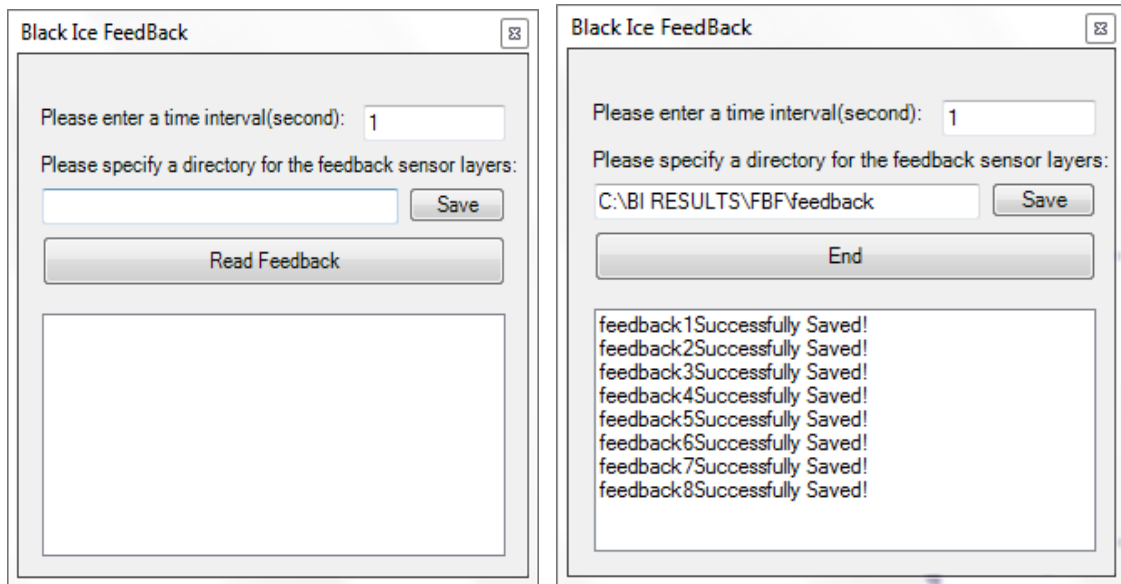 Black Ice FeedBack
Please enter a time interval(second): 1
Please specify a directory for the feedback sensor layers:
Save
Read Feedback
Black Ice FeedBack
Please enter a time interval(second): 1
Please specify a directory for the feedback sensor layers:
C:\BI RESULTS\FBF\feedback Save
End
feedback1Successfully Saved!
feedback2Successfully Saved!
feedback3Successfully Saved!
feedback4Successfully Saved!
feedback5Successfully Saved!
feedback6Successfully Saved!
feedback7Successfully Saved!
feedback8Successfully Saved!